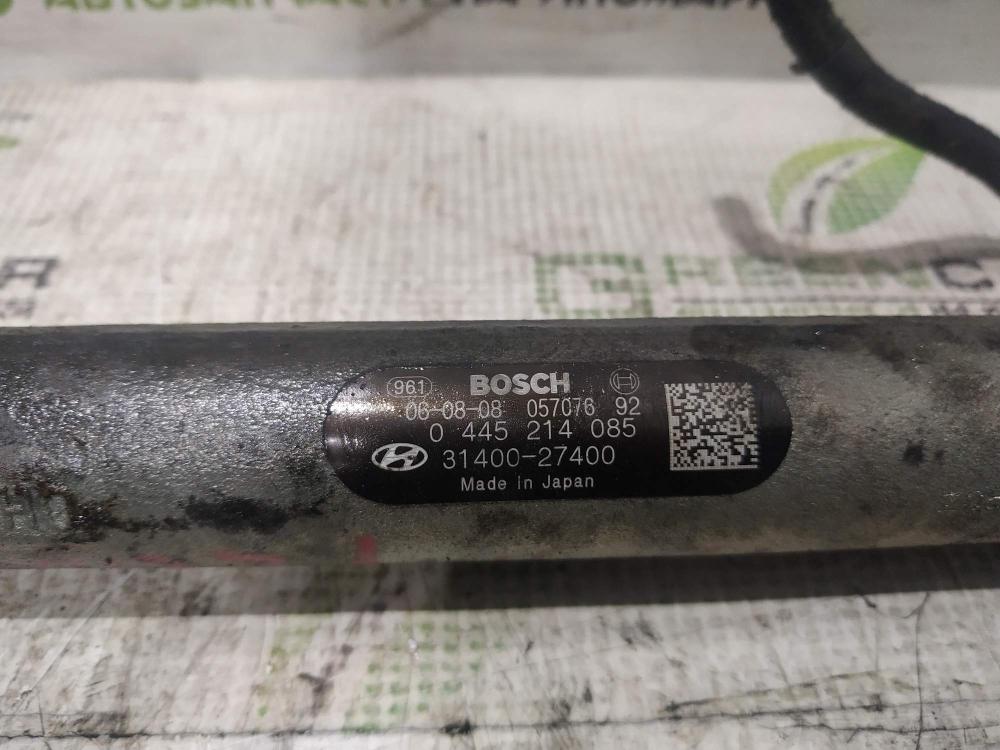 961 BOSCH
06-08-08 057076 92
0 445 214 085
31400-27400
Made in Japan